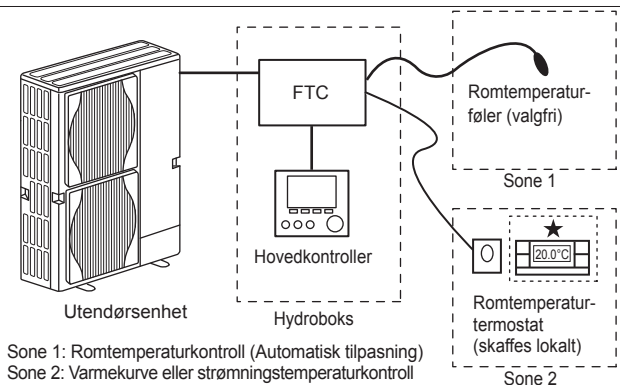 FTC
Romtemperatur-
føler (valgfri)
Sone 1
Hovedkontroller
20.0°C
Utendørsenhet
Hydroboks
Romtemperatur-
termostat
(skaffes lokalt)
Sone 2
Sone 1: Romtemperaturkontroll (Automatisk tilpasning)
Sone 2: Varmekurve eller strømningstemperaturkontroll